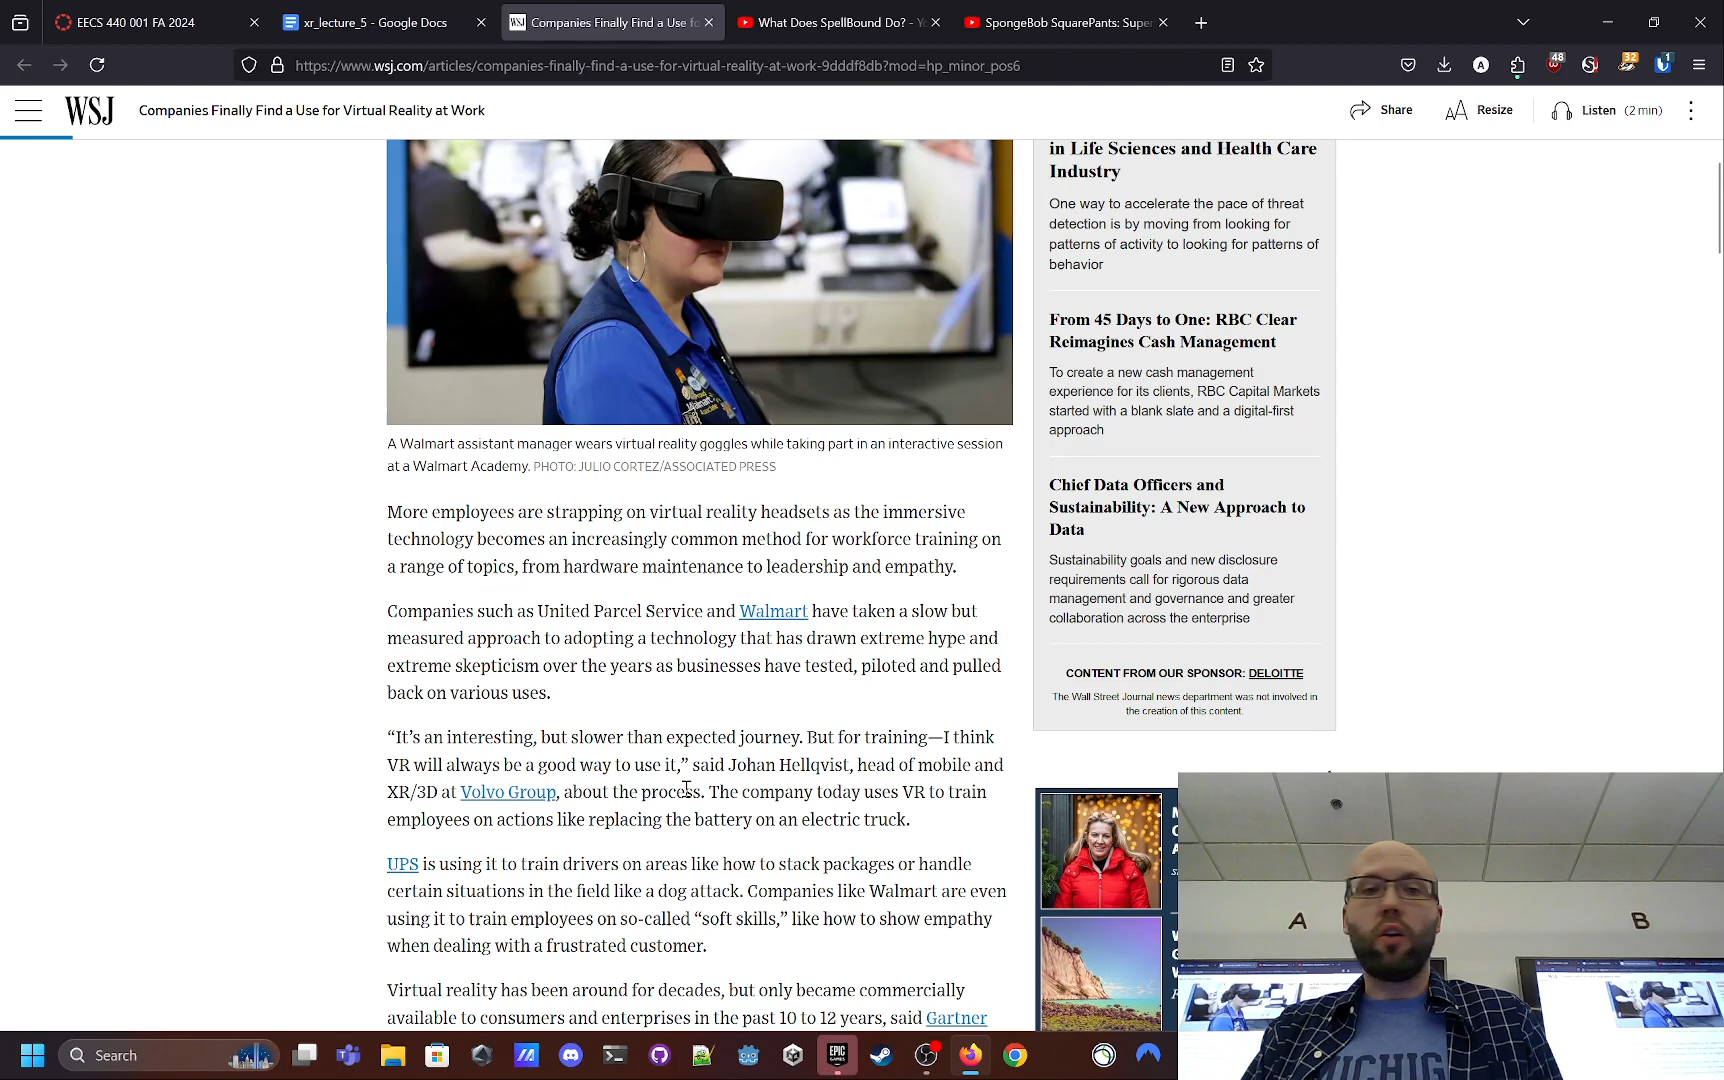 EECS 440 001 FA 2024
xr_lecture_5 - Google Docs
Companies Finally Find a Use fo
What Does SpellBound Do? - Yo
SpongeBob SquarePants: Super
https://www.wsj.com/articles/companies-finally-find-a-use-for-virtual-reality-at-work-9dddf8db?mod=hp_minor_pos6
A
48
32
1
WSJ
Companies Finally Find a Use for Virtual Reality at Work
Share
AA Resize
Listen (2 min)
A Walmart assistant manager wears virtual reality goggles while taking part in an interactive session
at a Walmart Academy. PHOTO: JULIO CORTEZ/ASSOCIATED PRESS
More employees are strapping on virtual reality headsets as the immersive
technology becomes an increasingly common method for workforce training on
a range of topics, from hardware maintenance to leadership and empathy.
Companies such as United Parcel Service and Walmart have taken a slow but
measured approach to adopting a technology that has drawn extreme hype and
extreme skepticism over the years as businesses have tested, piloted and pulled
back on various uses.
“It’s an interesting, but slower than expected journey. But for training—I think
VR will always be a good way to use it,” said Johan Hellqvist, head of mobile and
XR/3D at Volvo Group, about the process. The company today uses VR to train
employees on actions like replacing the battery on an electric truck.
UPS is using it to train drivers on areas like how to stack packages or handle
certain situations in the field like a dog attack. Companies like Walmart are even
using it to train employees on so-called “soft skills,” like how to show empathy
when dealing with a frustrated customer.
Virtual reality has been around for decades, but only became commercially
available to consumers and enterprises in the past 10 to 12 years, said Gartner
in Life Sciences and Health Care
Industry
One way to accelerate the pace of threat
detection is by moving from looking for
patterns of activity to looking for patterns of
behavior
From 45 Days to One: RBC Clear
Reimagines Cash Management
To create a new cash management
experience for its clients, RBC Capital Markets
started with a blank slate and a digital-first
approach
Chief Data Officers and
Sustainability: A New Approach to
Data
Sustainability goals and new disclosure
requirements call for rigorous data
management and governance and greater
collaboration across the enterprise
CONTENT FROM OUR SPONSOR: DELOITTE
The Wall Street Journal news department was not involved in
the creation of this content.
A
B
Search
EPIC
GAMES